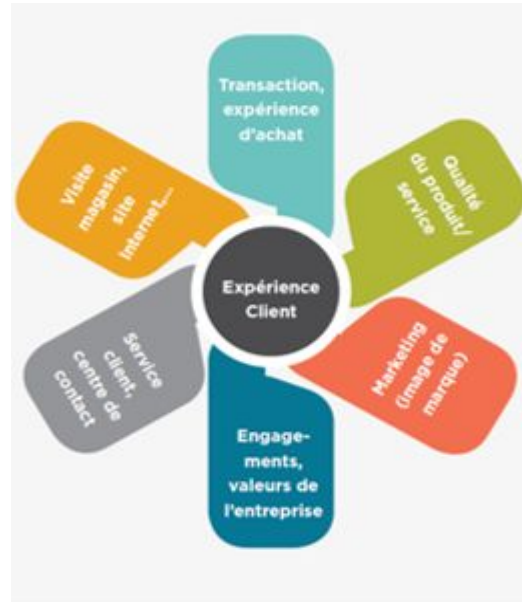 Transaction,
expérience
d'achat
Qualité
du produit/
service
Marketing
(image de
marque)
Engage-
ments,
valeurs de
l'entreprise
Service
client,
centre de
contact
Visite
magasin,
site
Internet,...
Expérience
Client